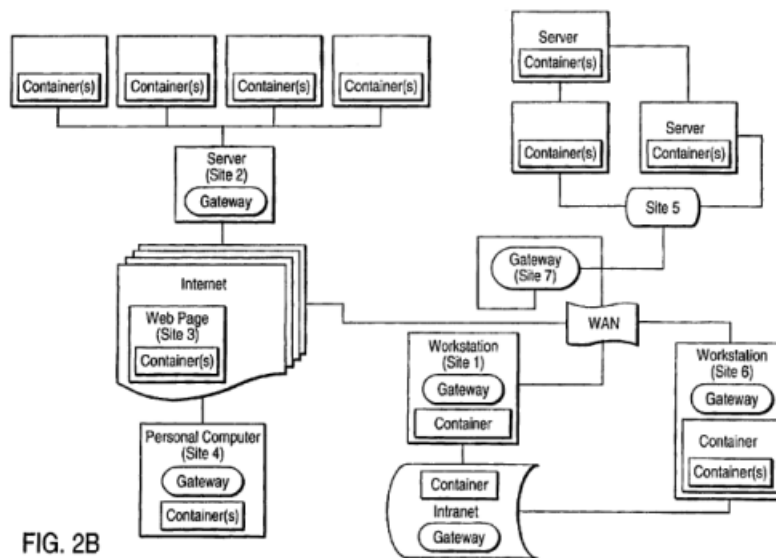 Container(s)
Container(s)
Container(s)
Container(s)
Server
(Site 2)
Gateway
Internet
Web Page
(Site 3)
Container(s)
Personal Computer
(Site 4)
Gateway
Container(s)
Server
Container(s)
Container(s)
Server
Container(s)
Site 5
Gateway
(Site 7)
WAN
Workstation
(Site 1)
Gateway
Container
Workstation
(Site 6)
Gateway
Container
Container(s)
Container
Intranet
Gateway
FIG. 2B